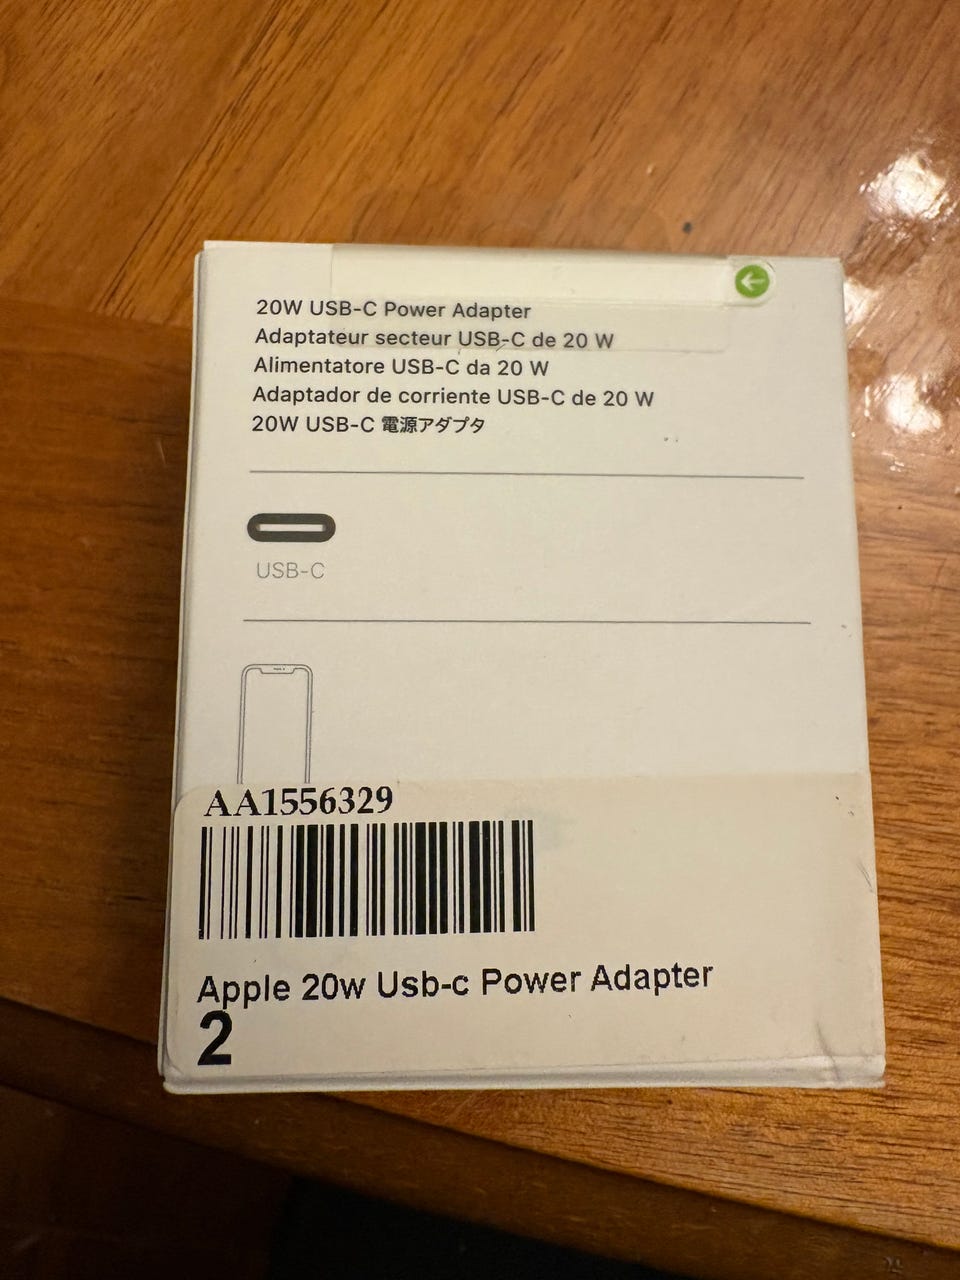 20W USB-C Power Adapter
Adaptateur secteur USB-C de 20 W
Alimentatore USB-C da 20 W
Adaptador de corriente USB-C de 20 W
20W USB-C 電源アダプタ
USB-C
AA1556329
Apple 20w Usb-c Power Adapter
2